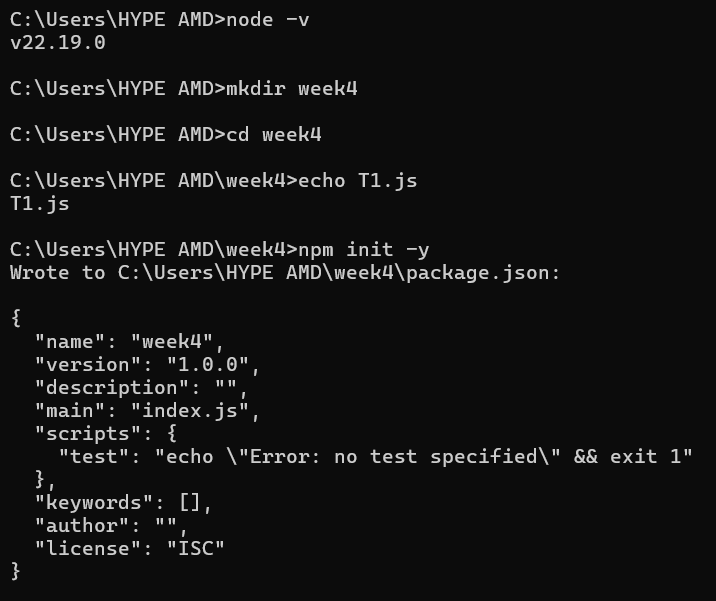 C:\Users\HYPE AMD>node -v
v22.19.0
C:\Users\HYPE AMD>mkdir week4
C:\Users\HYPE AMD>cd week4
C:\Users\HYPE AMD\week4>echo T1.js
T1.js
C:\Users\HYPE AMD\week4>npm init -y
Wrote to C:\Users\HYPE AMD\week4\package.json:
{
  "name": "week4",
  "version": "1.0.0",
  "description": "",
  "main": "index.js",
  "scripts": {
    "test": "echo \"Error: no test specified\" && exit 1"
  },
  "keywords": [],
  "author": "",
  "license": "ISC"
}